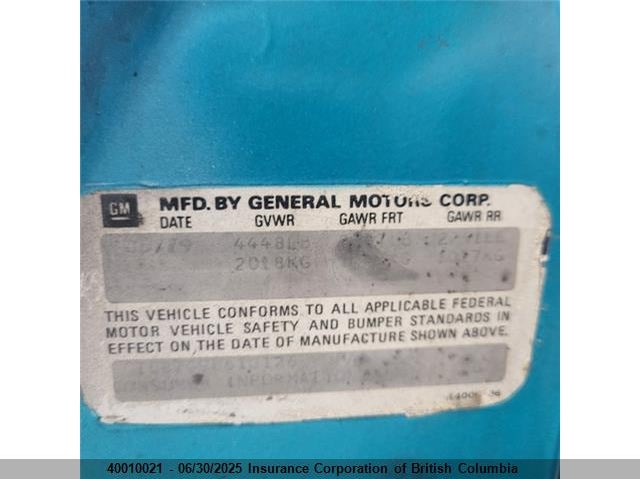 GM MFD. BY GENERAL MOTORS CORP.
DATE GVWR GAWR FRT GAWR RR
4448LB
2018KG
THIS VEHICLE CONFORMS TO ALL APPLICABLE FEDERAL
MOTOR VEHICLE SAFETY AND BUMPER STANDARDS IN
EFFECT ON THE DATE OF MANUFACTURE SHOWN ABOVE.
INFORMATION
40010021 - 06/30/2025 Insurance Corporation of British Columbia